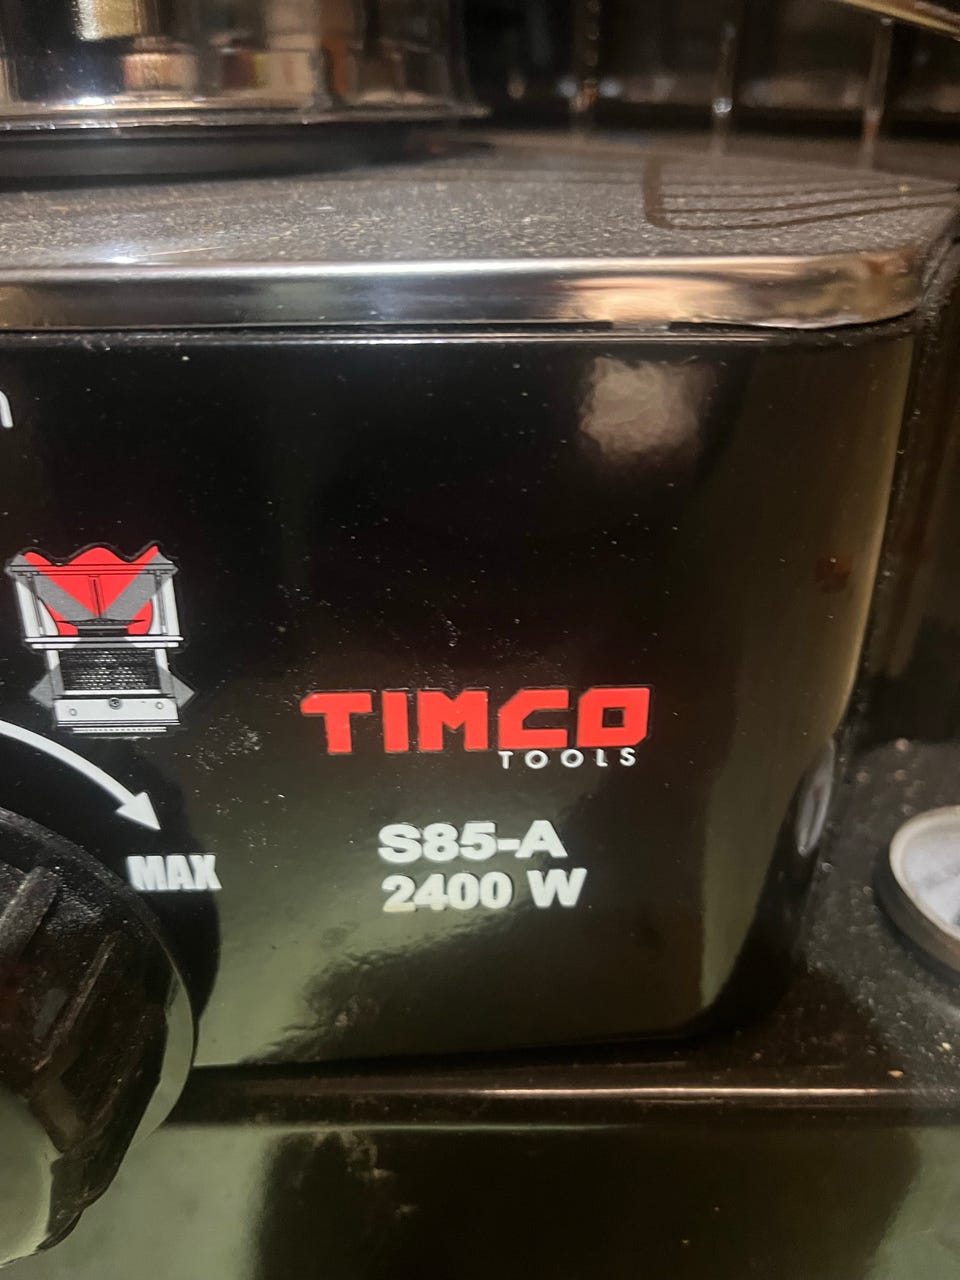 TIMCO
TOOLS
S85-A
2400 W
MAX